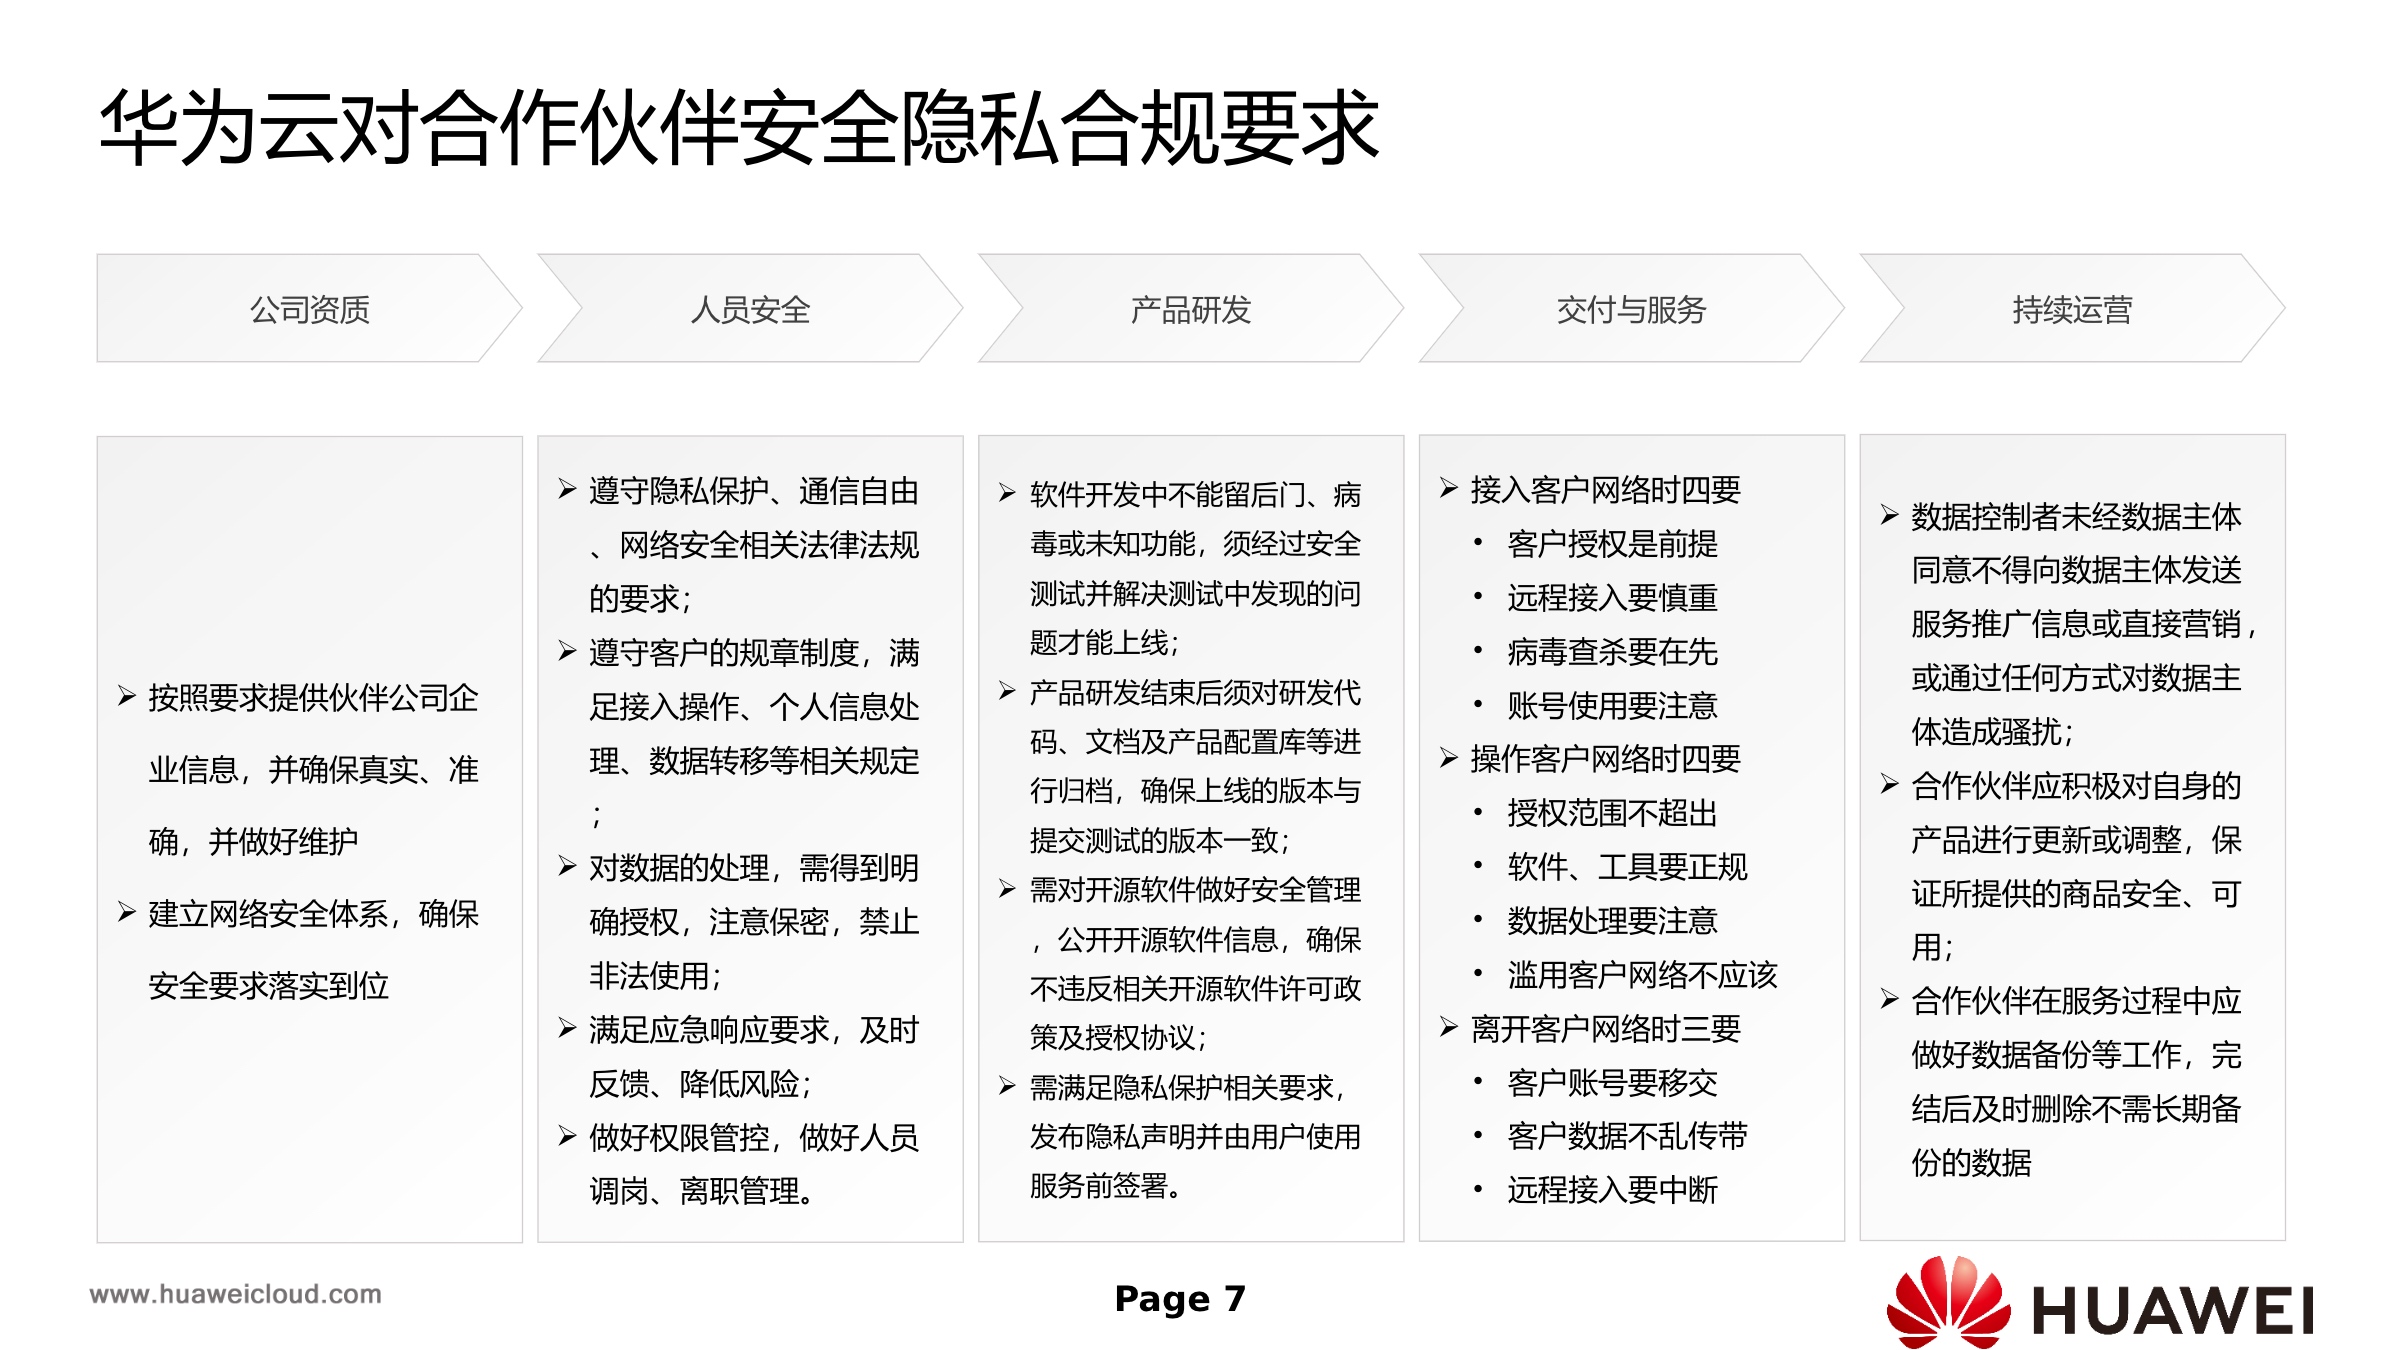 华为云对合作伙伴安全隐私合规要求
公司资质
人员安全
产品研发
交付与服务
持续运营
按照要求提供伙伴公司企
业信息，并确保真实、准
确，并做好维护
建立网络安全体系，确保
安全要求落实到位
遵守隐私保护、通信自由
、网络安全相关法律法规
的要求；
遵守客户的规章制度，满
足接入操作、个人信息处
理、数据转移等相关规定
；
对数据的处理，需得到明
确授权，注意保密，禁止
非法使用；
满足应急响应要求，及时
反馈、降低风险；
做好权限管控，做好人员
调岗、离职管理。
软件开发中不能留后门、病
毒或未知功能，须经过安全
测试并解决测试中发现的问
题才能上线；
产品研发结束后须对研发代
码、文档及产品配置库等进
行归档，确保上线的版本与
提交测试的版本一致；
需对开源软件做好安全管理
，公开开源软件信息，确保
不违反相关开源软件许可政
策及授权协议；
需满足隐私保护相关要求，
发布隐私声明并由用户使用
服务前签署。
接入客户网络时四要
客户授权是前提
远程接入要慎重
病毒查杀要在先
账号使用要注意
操作客户网络时四要
授权范围不超出
软件、工具要正规
数据处理要注意
滥用客户网络不应该
离开客户网络时三要
客户账号要移交
客户数据不乱传带
远程接入要中断
数据控制者未经数据主体
同意不得向数据主体发送
服务推广信息或直接营销，
或通过任何方式对数据主
体造成骚扰；
合作伙伴应积极对自身的
产品进行更新或调整，保
证所提供的商品安全、可
用；
合作伙伴在服务过程中应
做好数据备份等工作，完
结后及时删除不需长期备
份的数据
www.huaweicloud.com
Page 7
HUAWEI